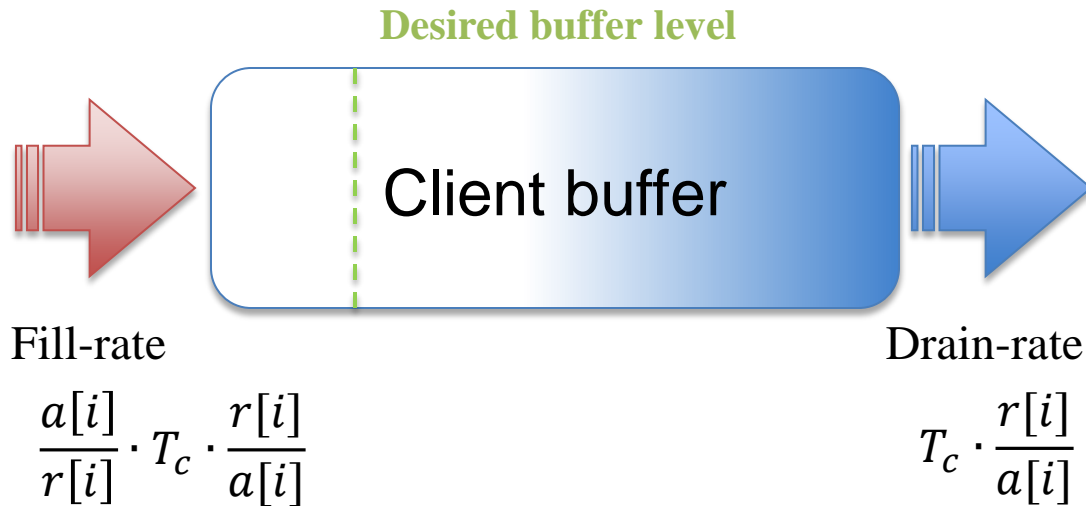 Desired buffer level
Client buffer
Fill-rate
Drain-rate
a[i]/r[i] · T_c · r[i]/a[i]
T_c · r[i]/a[i]